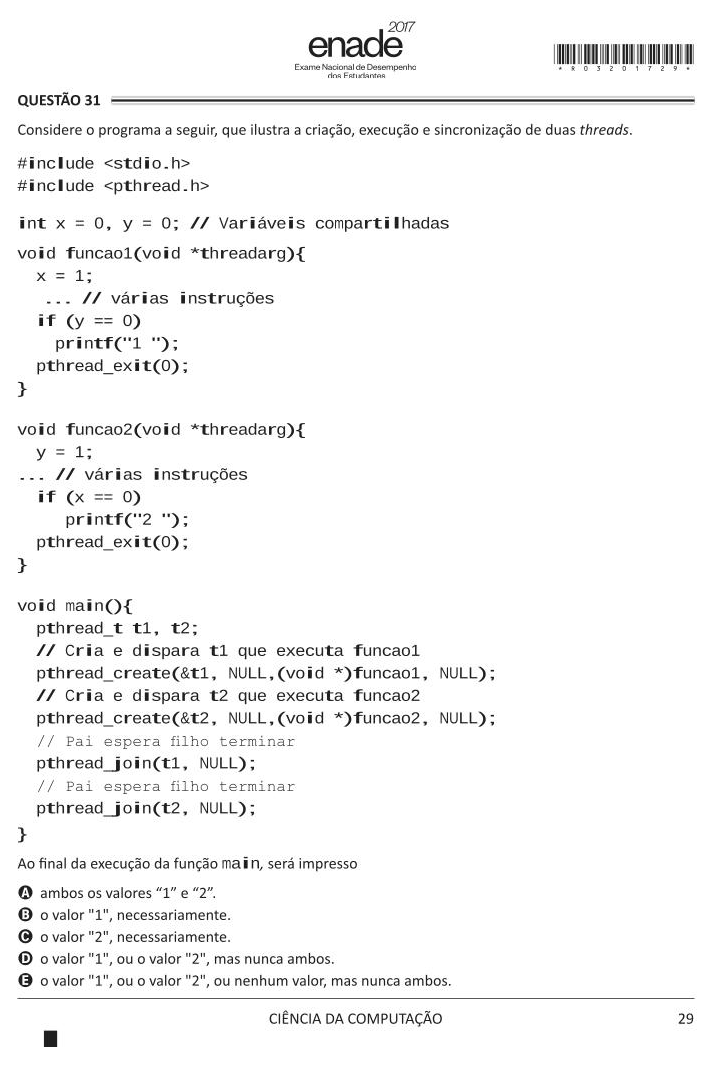 2017
enade
Exame Nacional de Desempenho
dos Estudantes
*R0320172 9*
QUESTÃO 31
Considere o programa a seguir, que ilustra a criação, execução e sincronização de duas threads.
#include <stdio.h>
#include <pthread.h>
int x = 0, y = 0; // Variáveis compartilhadas
void funcao1(void *threadarg){
x = 1;
... // várias instruções
if (y == 0)
printf("1 ");
pthread_exit(0);
}
void funcao2(void *threadarg){
y = 1;
... // várias instruções
if (x == 0)
printf("2 ");
pthread_exit(0);
}
void main(){
pthread_t t1, t2;
// Cria e dispara t1 que executa funcao1
pthread_create(&t1, NULL,(void *)funcao1, NULL);
// Cria e dispara t2 que executa funcao2
pthread_create(&t2, NULL,(void *)funcao2, NULL);
// Pai espera filho terminar
pthread_join(t1, NULL);
// Pai espera filho terminar
pthread_join(t2, NULL);
}
Ao final da execução da função main, será impresso
A ambos os valores “1” e “2”.
B o valor "1", necessariamente.
C o valor "2", necessariamente.
D o valor "1", ou o valor "2", mas nunca ambos.
E o valor "1", ou o valor "2", ou nenhum valor, mas nunca ambos.
CIÊNCIA DA COMPUTAÇÃO
29